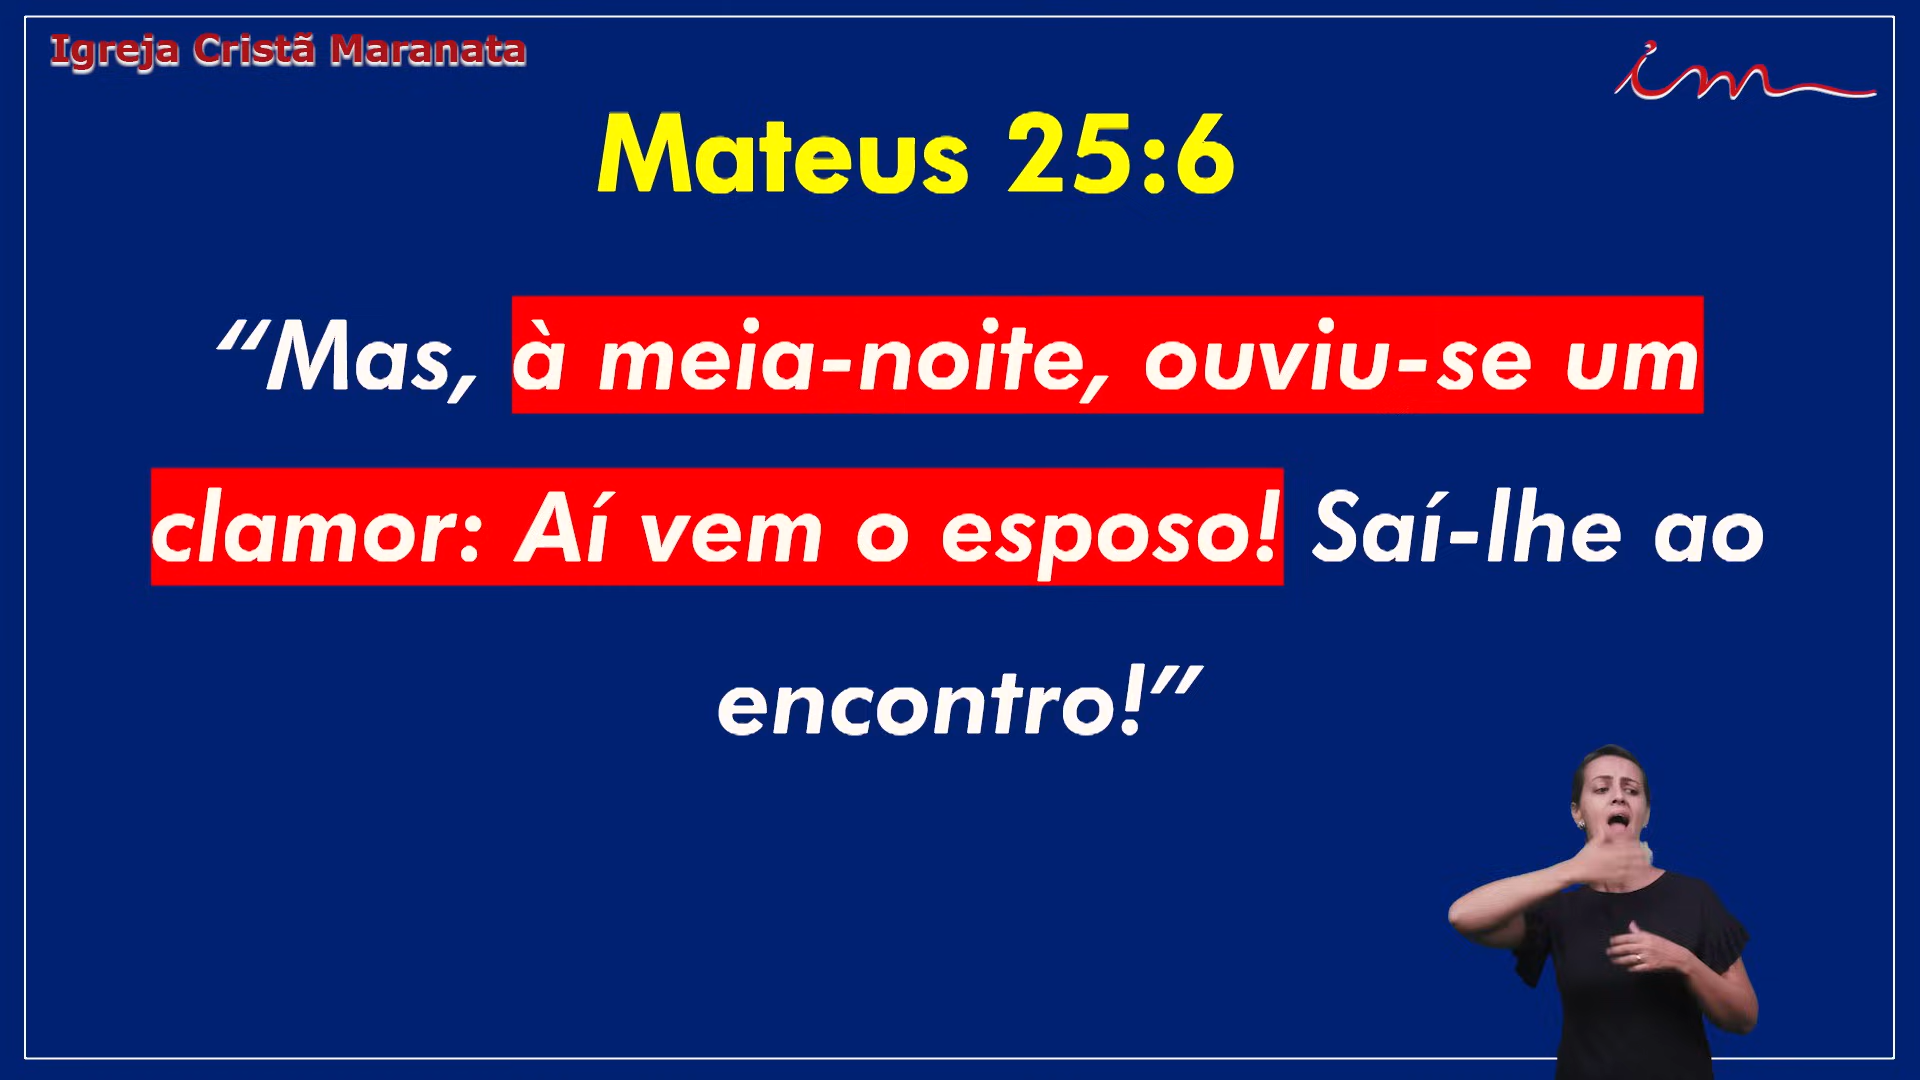 Igreja Cristã Maranata
im
Mateus 25:6
“Mas, à meia-noite, ouviu-se um
clamor: Aí vem o esposo! Saí-lhe ao
encontro!”